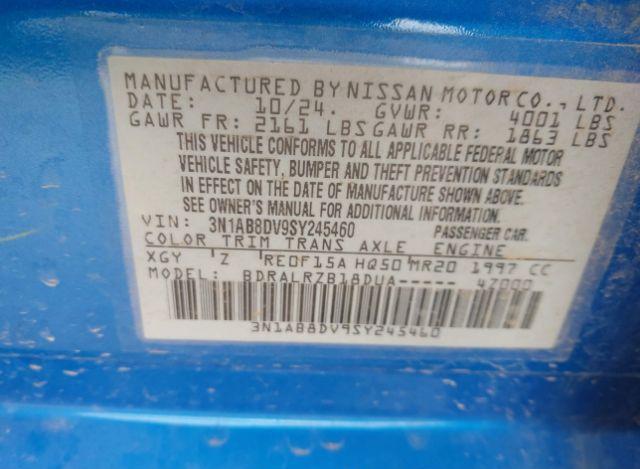 MANUFACTURED BY NISSAN MOTOR CO., LTD.
DATE: 10/24. GVWR: 4001 LBS
GAWR FR: 2161 LBS GAWR RR: 1863 LBS
THIS VEHICLE CONFORMS TO ALL APPLICABLE FEDERAL MOTOR
VEHICLE SAFETY, BUMPER AND THEFT PREVENTION STANDARDS
IN EFFECT ON THE DATE OF MANUFACTURE SHOWN ABOVE.
SEE OWNER'S MANUAL FOR ADDITIONAL INFORMATION.
VIN: 3N1AB8DV9SY245460 PASSENGER CAR.
COLOR TRIM TRANS AXLE ENGINE
XGY Z RE0F15A HQ50 MR20 1997 CC
MODEL: BDRALRZB18DUA----- 47000
3N1AB8DV9SY245460